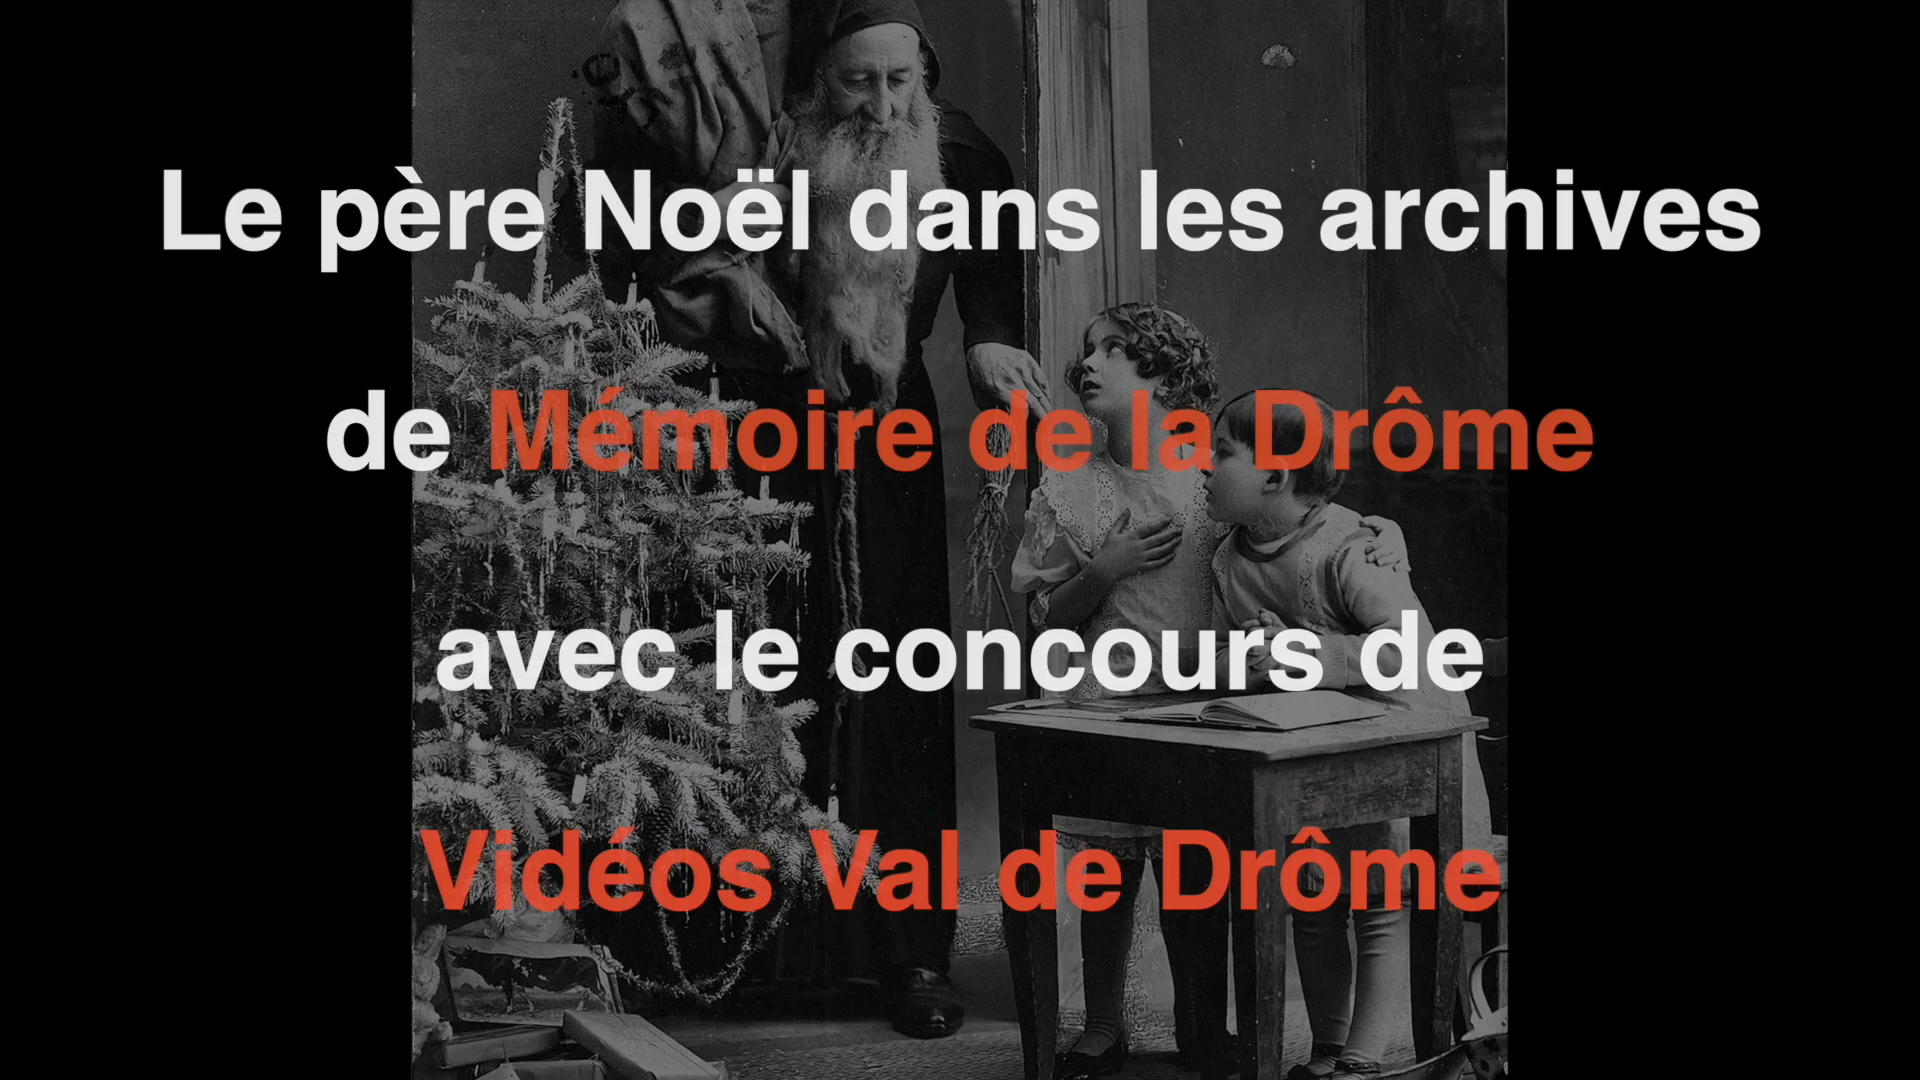 Le père Noël dans les archives
de Mémoire de la Drôme
avec le concours de
Vidéos Val de Drôme